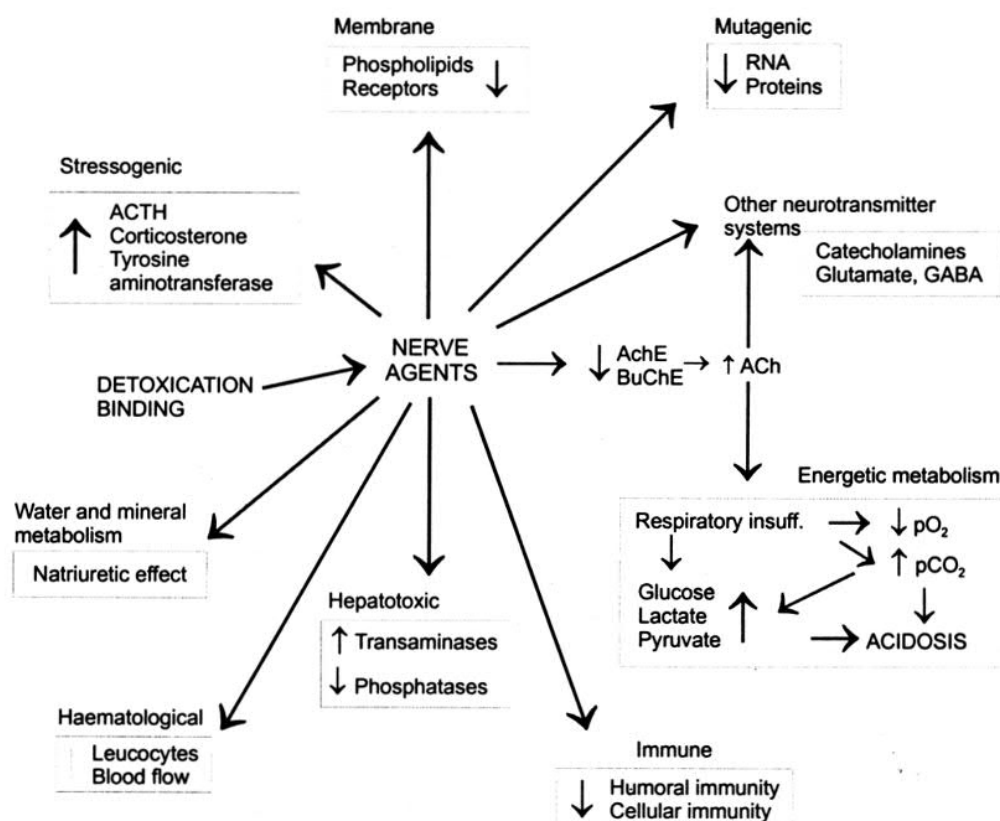 Membrane
Phospholipids
Receptors ↓
Mutagenic
↓ RNA
Proteins
Stressogenic
↑ ACTH
Corticosterone
Tyrosine
aminotransferase
Other neurotransmitter
systems
Catecholamines
Glutamate, GABA
NERVE
AGENTS
↓ AchE
BuChE → ↑ ACh
DETOXICATION
BINDING
Energetic metabolism
Respiratory insuff. → ↓ pO₂
↑ pCO₂
Glucose
Lactate
Pyruvate ↑ → ACIDOSIS
Water and mineral
metabolism
Natriuretic effect
Hepatotoxic
↑ Transaminases
↓ Phosphatases
Haematological
Leucocytes
Blood flow
Immune
↓ Humoral immunity
Cellular immunity